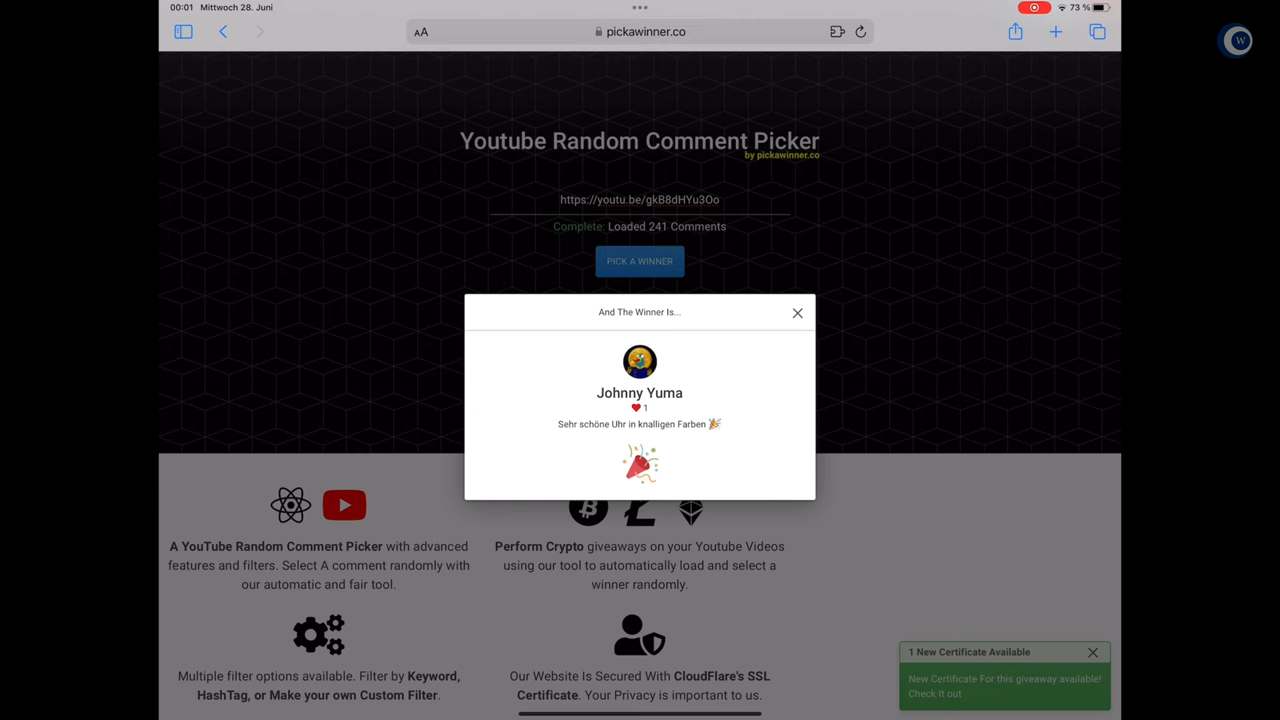 00:01 Mittwoch 28. Juni
73 %
AA
pickawinner.co
W
Youtube Random Comment Picker
by pickawinner.co
https://youtu.be/gkB8dHYu3Oo
Complete: Loaded 241 Comments
PICK A WINNER
And The Winner Is...
Johnny Yuma
1
Sehr schöne Uhr in knalligen Farben 🎉
A YouTube Random Comment Picker with advanced
features and filters. Select A comment randomly with
our automatic and fair tool.
Perform Crypto giveaways on your Youtube Videos
using our tool to automatically load and select a
winner randomly.
Multiple filter options available. Filter by Keyword,
HashTag, or Make your own Custom Filter.
Our Website Is Secured With CloudFlare's SSL
Certificate. Your Privacy is important to us.
1 New Certificate Available
New Certificate For this giveaway available!
Check It out